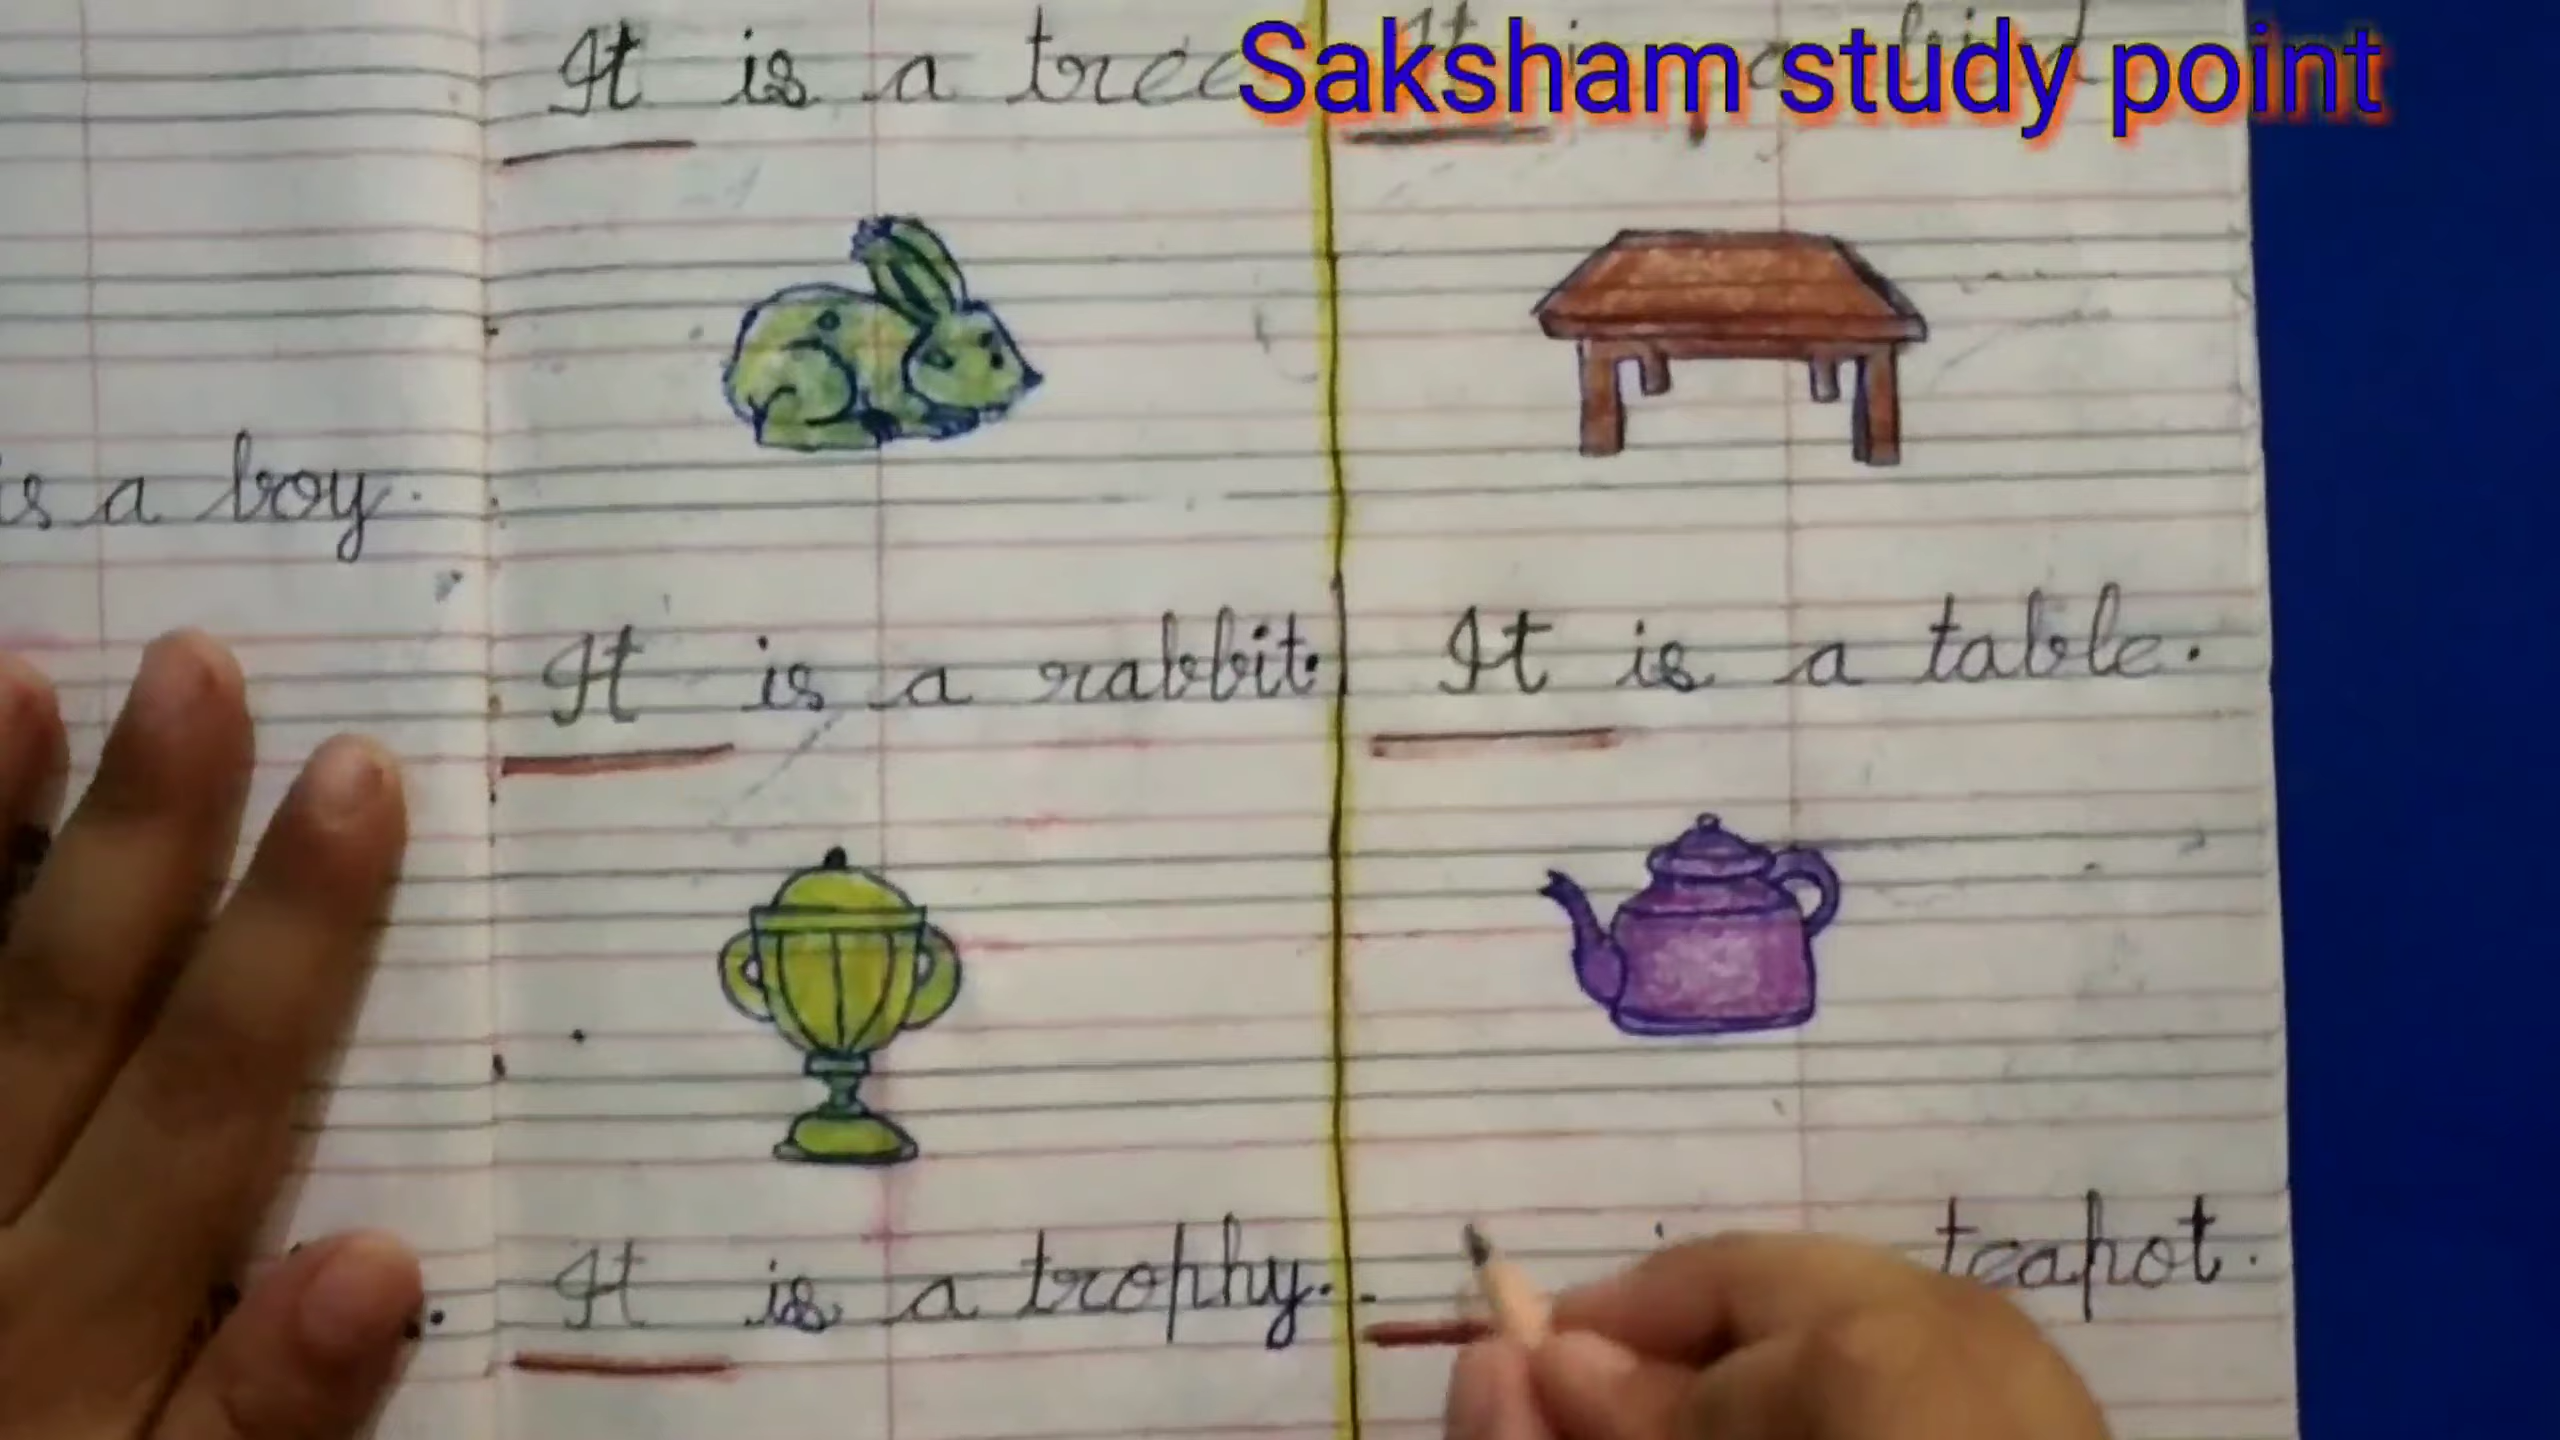 Saksham study point
It is a tree
is a boy.
It is a rabbit.
It is a table.
It is a trophy.
teapot.